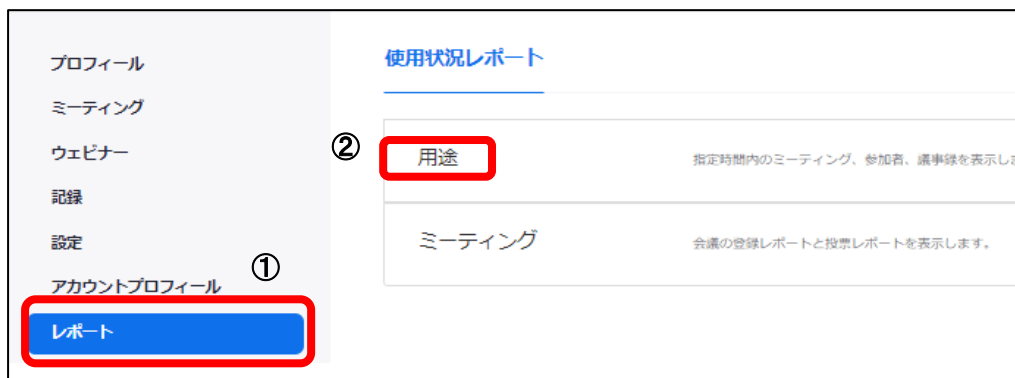 プロフィール
ミーティング
ウェビナー
記録
設定
アカウントプロフィール
①
レポート
使用状況レポート
②
用途
指定時間内のミーティング、参加者、議事録を表示し
ミーティング
会議の登録レポートと投票レポートを表示します。